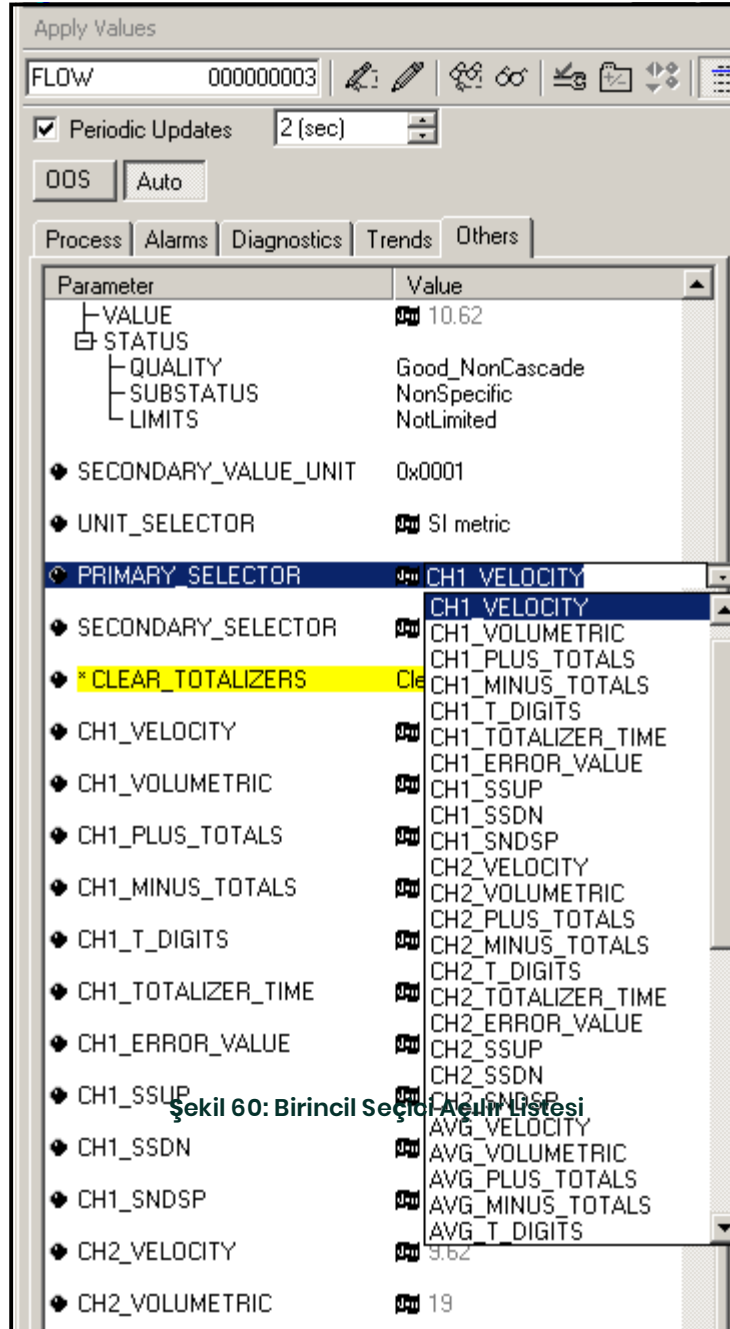 Apply Values
FLOW 000000003
Periodic Updates 2 (sec)
OOS Auto
Process Alarms Diagnostics Trends Others
Parameter Value
VALUE 10.62
STATUS
QUALITY Good_NonCascade
SUBSTATUS NonSpecific
LIMITS NotLimited
SECONDARY_VALUE_UNIT 0x0001
UNIT_SELECTOR SI metric
PRIMARY_SELECTOR CH1_VELOCITY
CH1_VELOCITY
SECONDARY_SELECTOR CH1_VOLUMETRIC
CH1_PLUS_TOTALS
* CLEAR_TOTALIZERS Cle CH1_MINUS_TOTALS
CH1_T_DIGITS
CH1_VELOCITY CH1_TOTALIZER_TIME
CH1_ERROR_VALUE
CH1_VOLUMETRIC CH1_SSUP
CH1_SSDN
CH1_PLUS_TOTALS CH1_SNDSP
CH2_VELOCITY
CH1_MINUS_TOTALS CH2_VOLUMETRIC
CH2_PLUS_TOTALS
CH1_T_DIGITS CH2_MINUS_TOTALS
CH2_T_DIGITS
CH1_TOTALIZER_TIME CH2_TOTALIZER_TIME
CH2_ERROR_VALUE
CH1_ERROR_VALUE CH2_SSUP
CH2_SSDN
CH1_SSUP CH2_SNDSP
Şekil 60: Birincil Seçici Açılır Listesi
AVG_VELOCITY
CH1_SSDN AVG_VOLUMETRIC
AVG_PLUS_TOTALS
CH1_SNDSP AVG_MINUS_TOTALS
AVG_T_DIGITS
CH2_VELOCITY 9.62
CH2_VOLUMETRIC 19